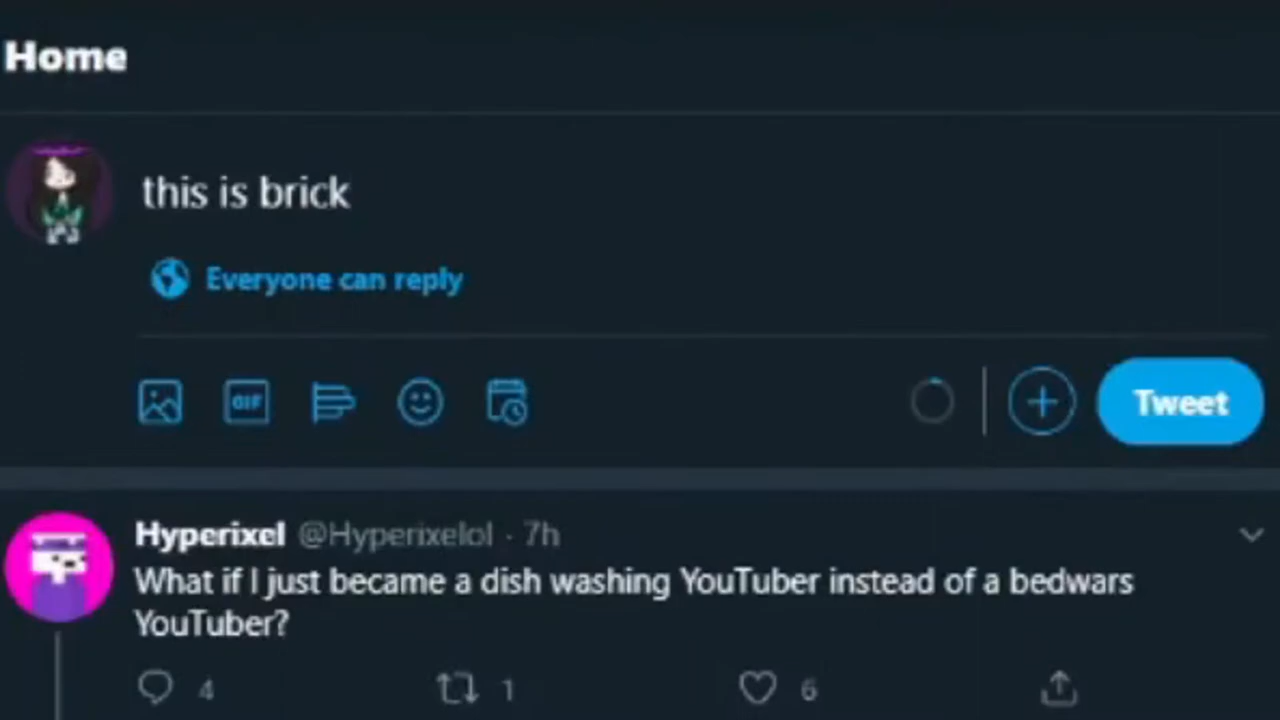 Home
this is brick
Everyone can reply
GIF
Tweet
Hyperixel @Hyperixelol · 7h
What if I just became a dish washing YouTuber instead of a bedwars
YouTuber?
4 1 6